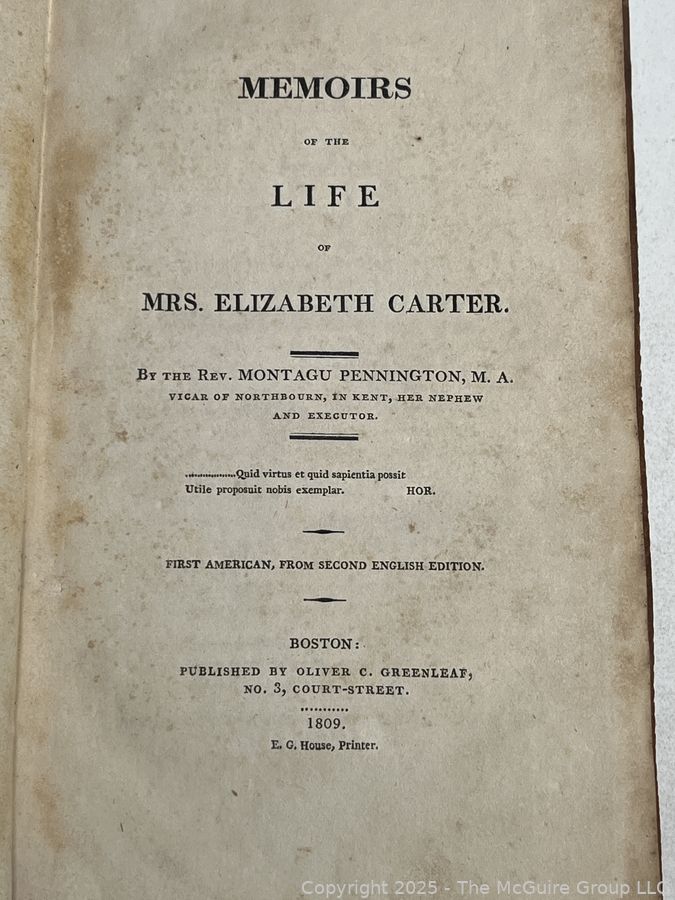 MEMOIRS
OF THE
LIFE
OF
MRS. ELIZABETH CARTER.
BY THE REV. MONTAGU PENNINGTON, M. A.
VICAR OF NORTHBOURN, IN KENT, HER NEPHEW
AND EXECUTOR.
................Quid virtus et quid sapientia possit
Utile proposuit nobis exemplar. HOR.
FIRST AMERICAN, FROM SECOND ENGLISH EDITION.
BOSTON:
PUBLISHED BY OLIVER C. GREENLEAF,
NO. 3, COURT-STREET.
...........
1809.
E. G. House, Printer.
Copyright 2025 - The McGuire Group LLC